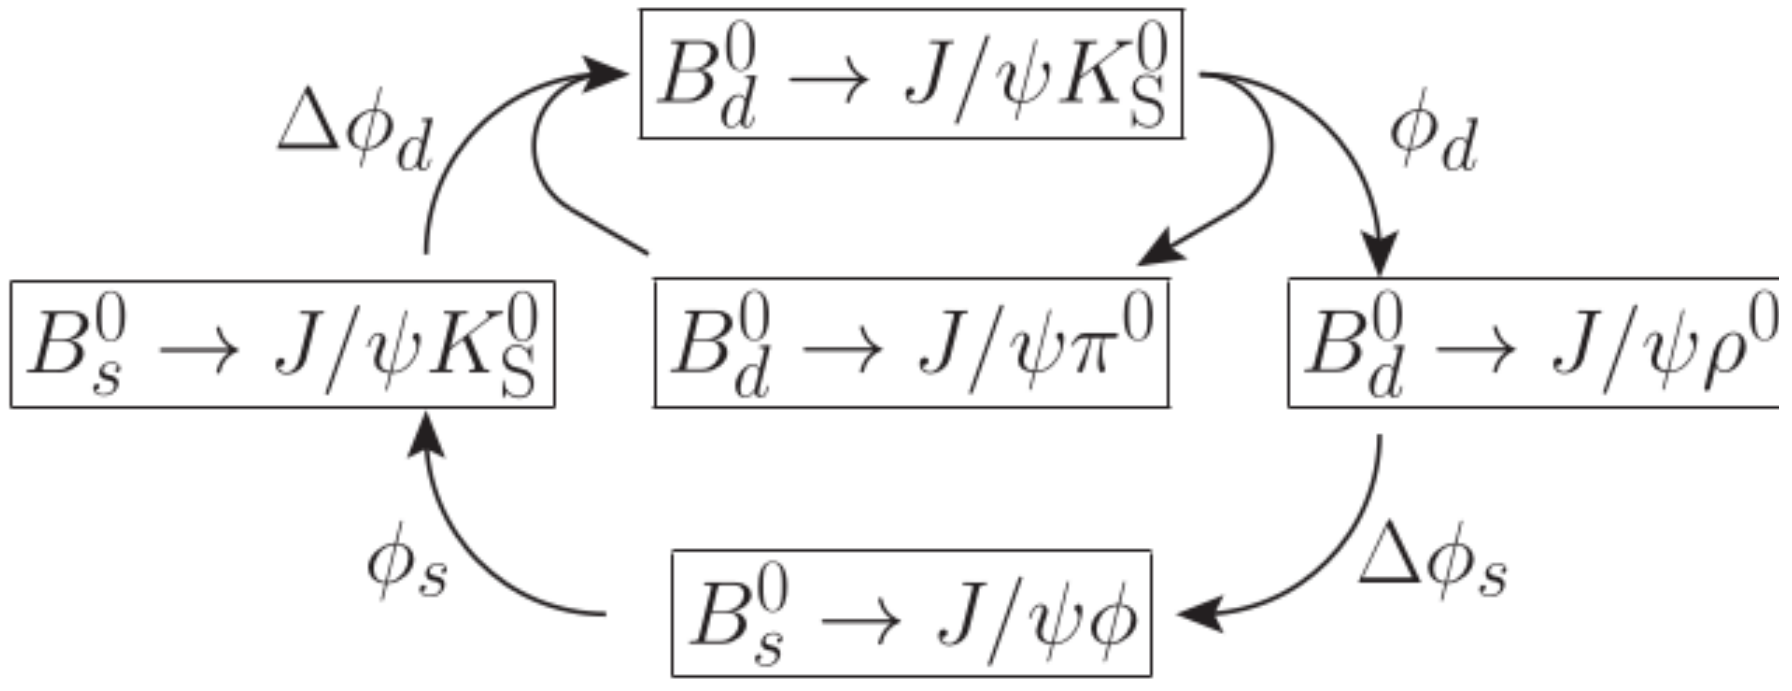 B_d^0 → J/ψK_S^0
Δϕ_d
ϕ_d
B_s^0 → J/ψK_S^0
B_d^0 → J/ψπ^0
B_d^0 → J/ψρ^0
ϕ_s
Δϕ_s
B_s^0 → J/ψϕ